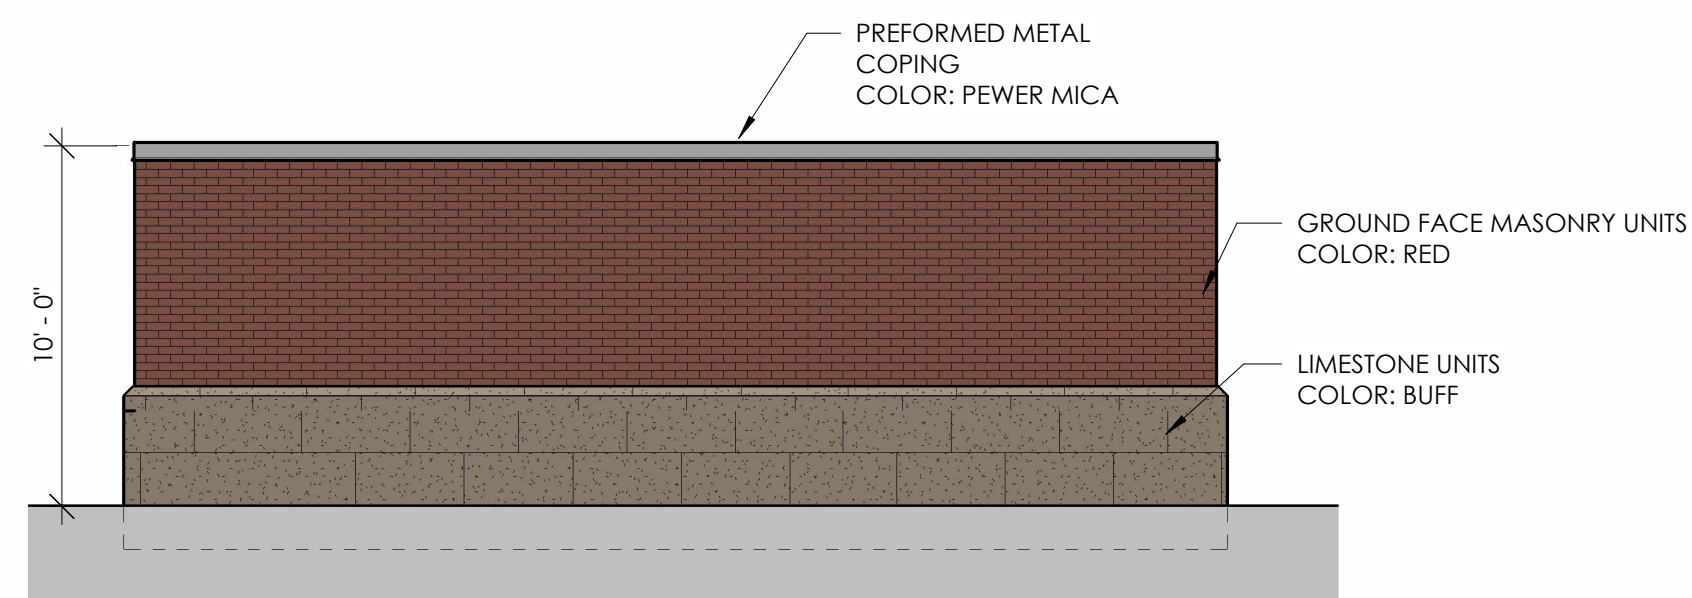 PREFORMED METAL
COPING
COLOR: PEWER MICA
GROUND FACE MASONRY UNITS
COLOR: RED
10' - 0"
LIMESTONE UNITS
COLOR: BUFF